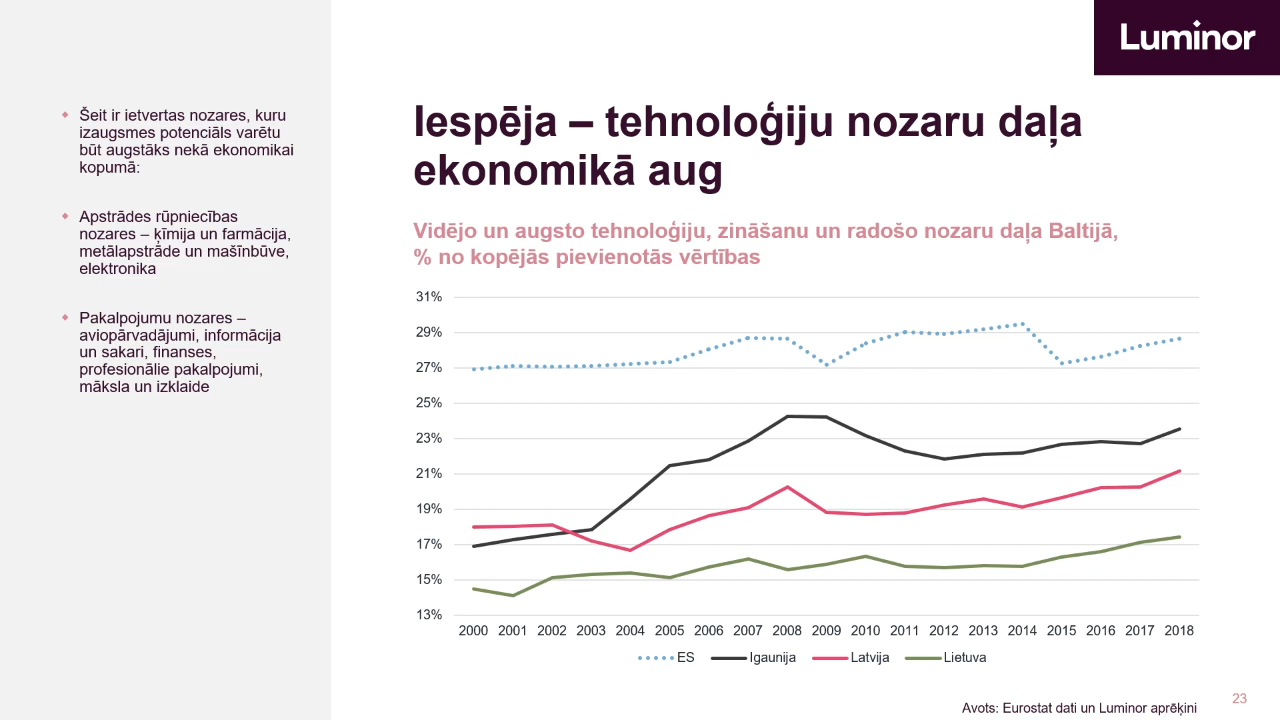 Luminor
Šeit ir ietvertas nozares, kuru
izaugsmes potenciāls varētu
būt augstāks nekā ekonomikai
kopumā:
Apstrādes rūpniecības
nozares – ķīmija un farmācija,
metālapstrāde un mašīnbūve,
elektronika
Pakalpojumu nozares –
aviopārvadājumi, informācija
un sakari, finanses,
profesionālie pakalpojumi,
māksla un izklaide
Iespēja – tehnoloģiju nozaru daļa
ekonomikā aug
Vidējo un augsto tehnoloģiju, zināšanu un radošo nozaru daļa Baltijā,
% no kopējās pievienotās vērtības
31%
29%
27%
25%
23%
21%
19%
17%
15%
13%
2000 2001 2002 2003 2004 2005 2006 2007 2008 2009 2010 2011 2012 2013 2014 2015 2016 2017 2018
ES Igaunija Latvija Lietuva
Avots: Eurostat dati un Luminor aprēķini
23